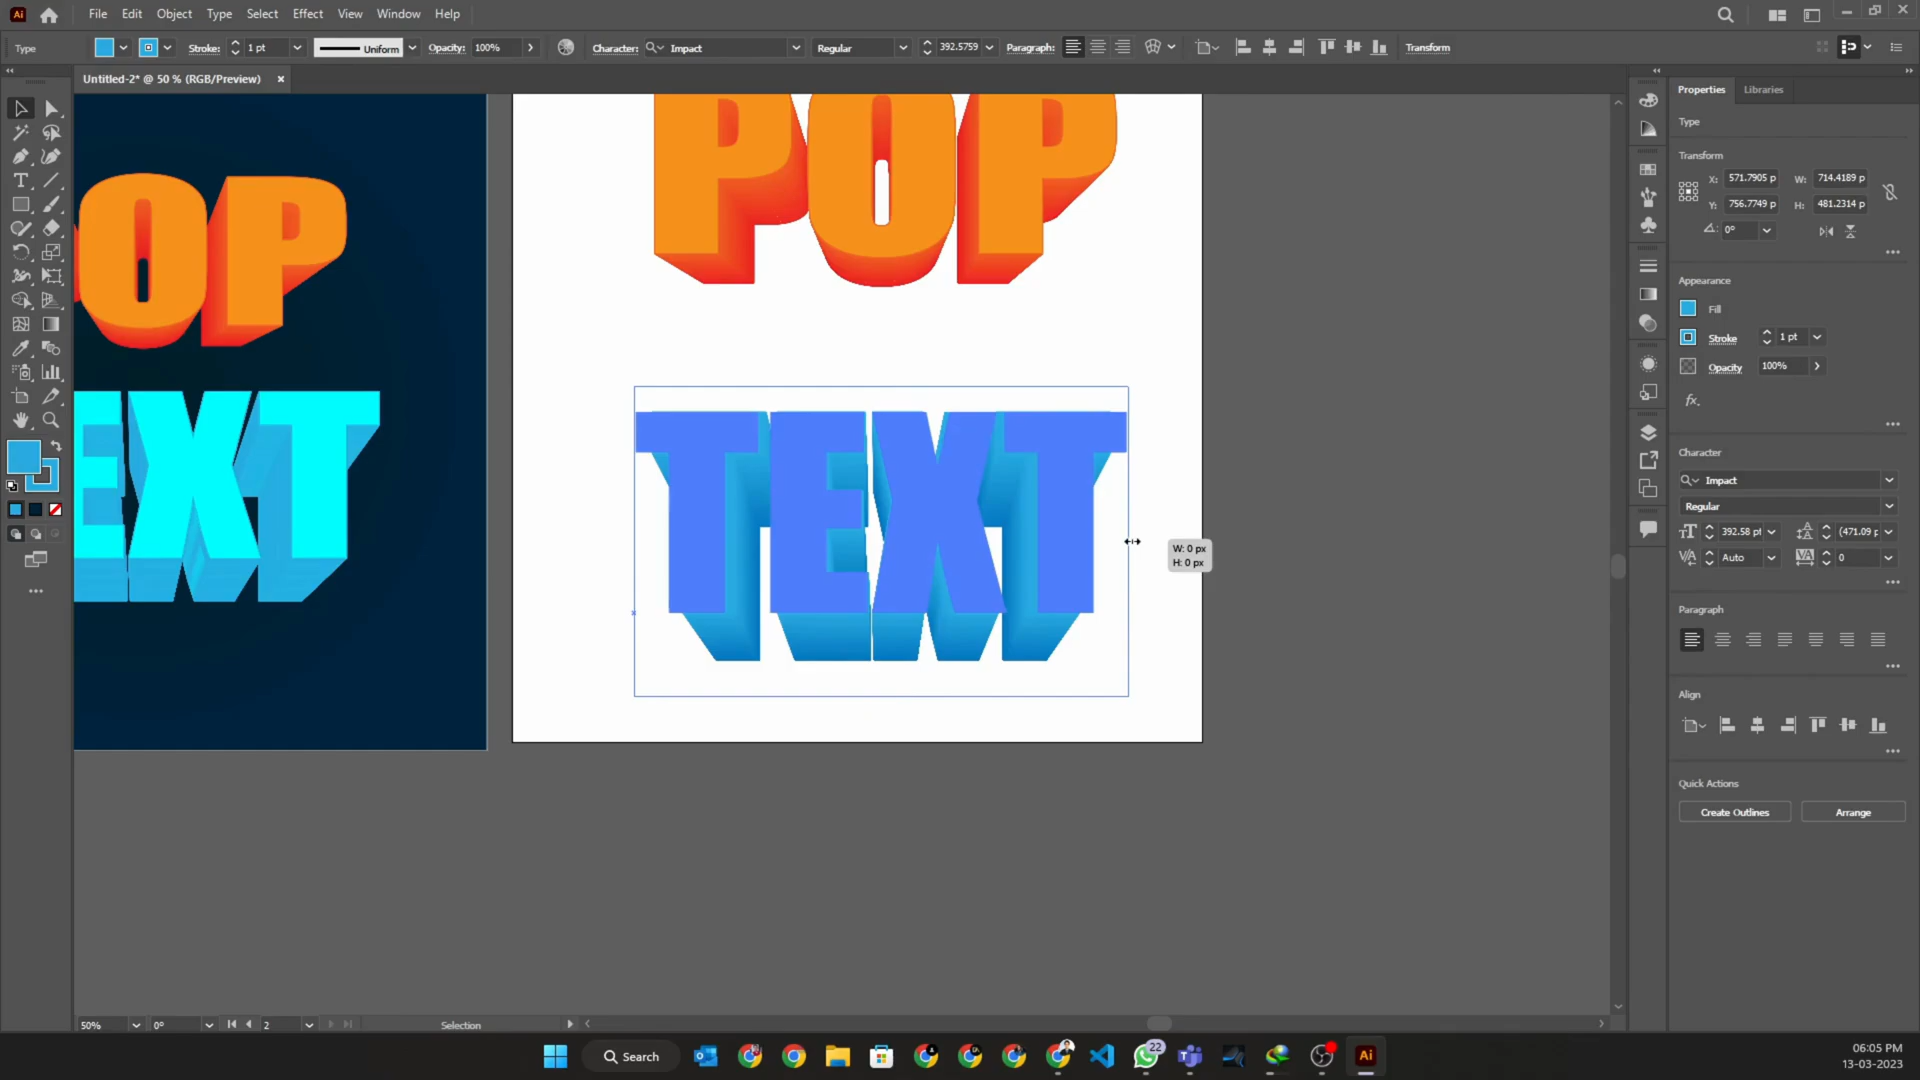 Ai File Edit Object Type Select Effect View Window Help
Type Stroke: 1 pt Uniform Opacity: 100% Character: Impact Regular 392.5759 Paragraph: Transform
Untitled-2* @ 50 % (RGB/Preview)
Properties Libraries
Type
Transform
X: 571.7905 p W: 714.4189 p
Y: 756.7749 p H: 481.2314 p
0°
Appearance
Fill
Stroke 1 pt
Opacity 100%
fx.
Character
Impact
Regular
392.58 pt (471.09 p
Auto 0
Paragraph
Align
Quick Actions
Create Outlines Arrange
OP
EXT
POP
TEXT
W: 0 px
H: 0 px
50% 0° 2 Selection
Search
22
Ai
06:05 PM
13-03-2023